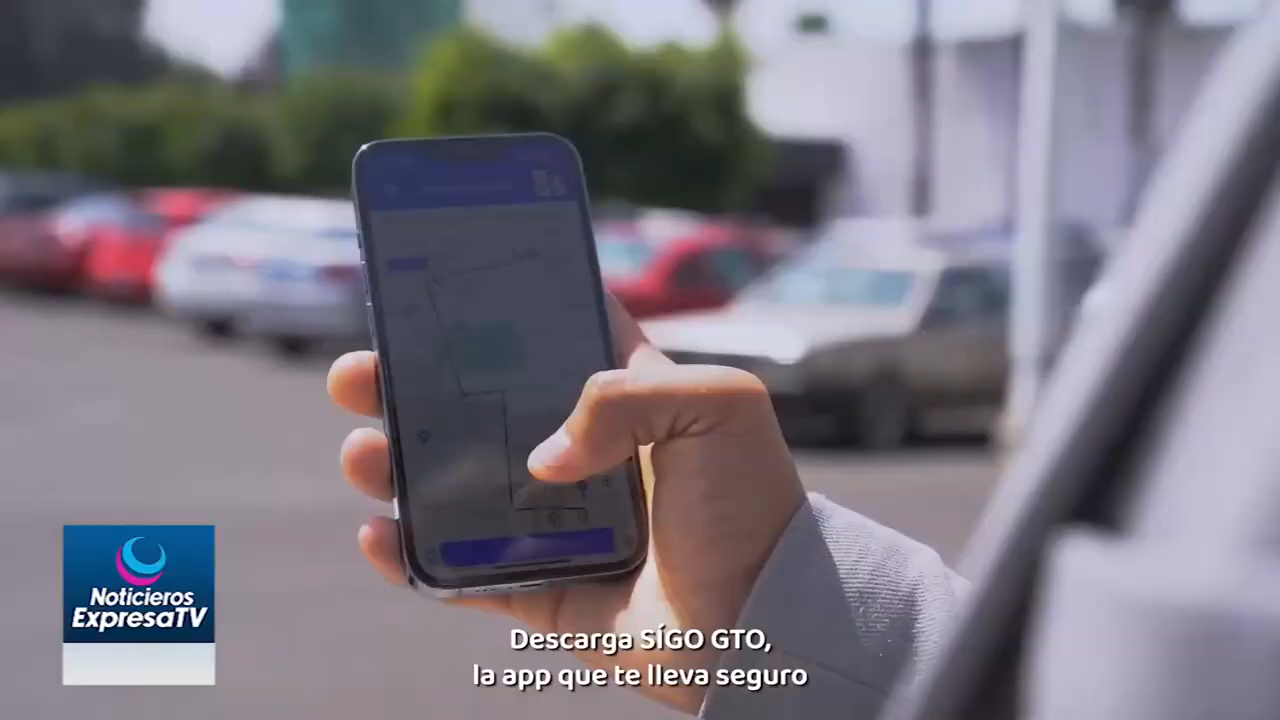 Noticieros
ExpresaTV
Descarga SÍGO GTO,
la app que te lleva seguro